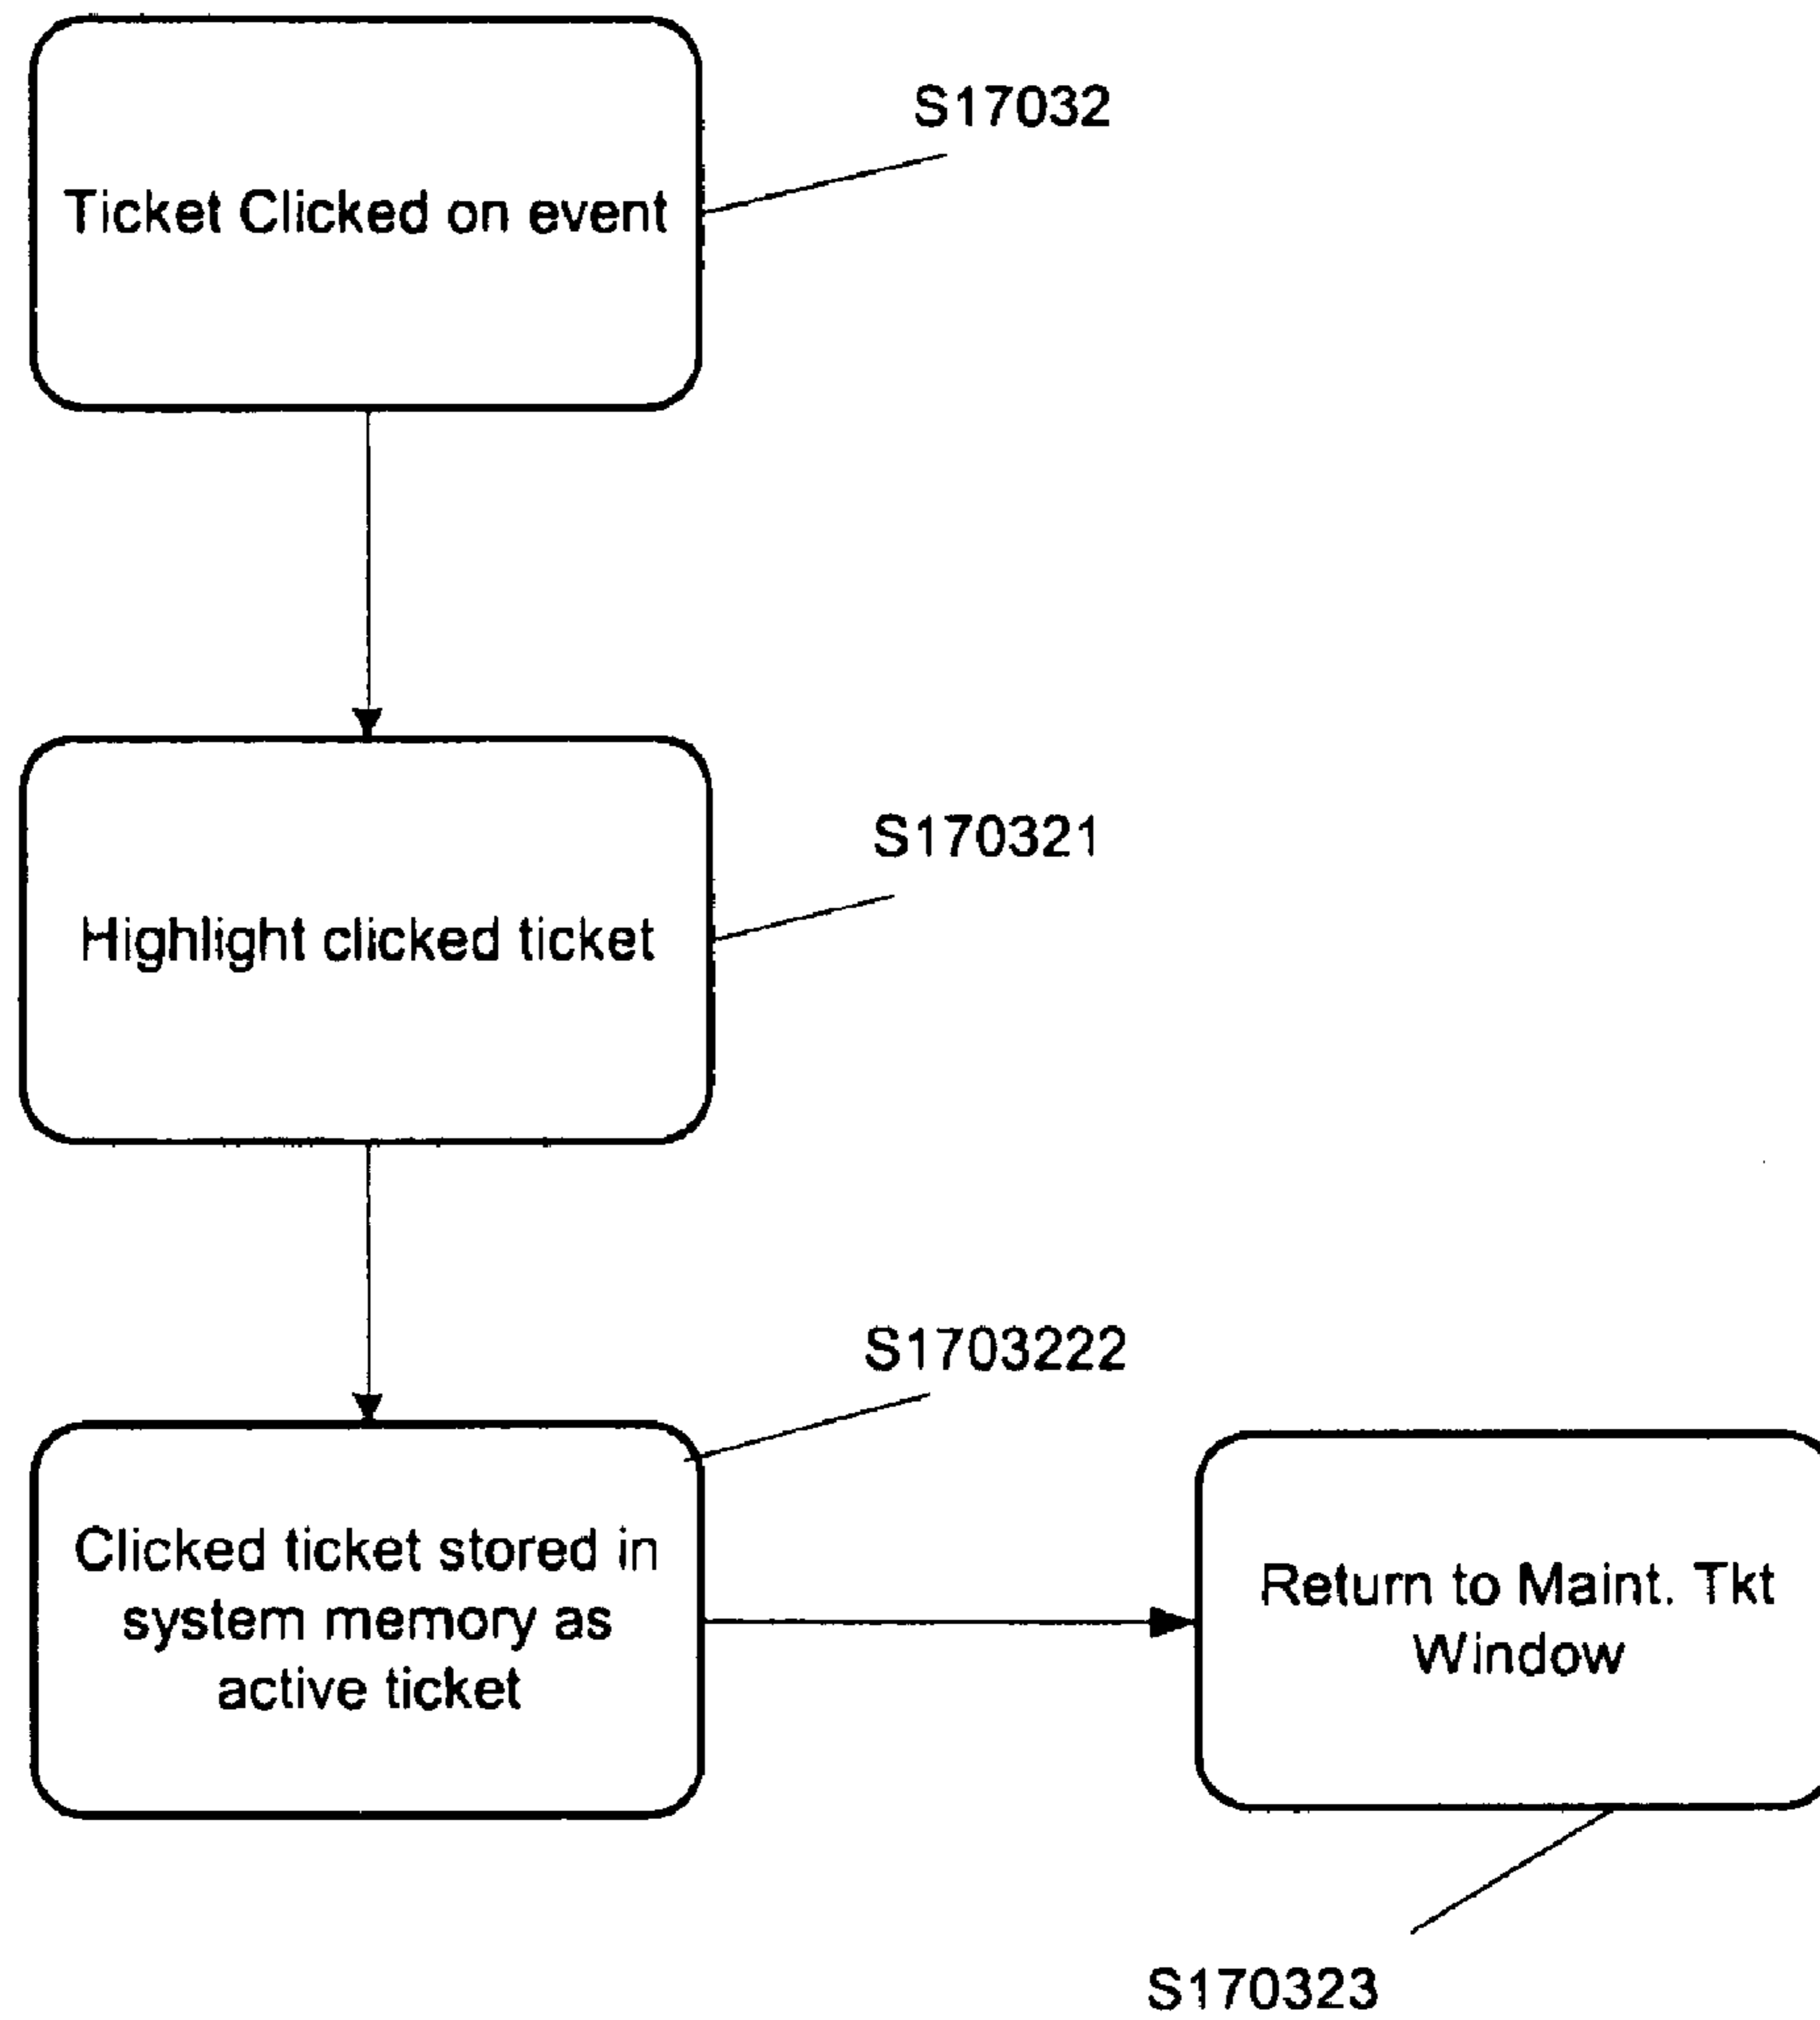 S17032
Ticket Clicked on event
S170321
Highlight clicked ticket
S1703222
Clicked ticket stored in
system memory as
active ticket
Return to Maint. Tkt
Window
S170323